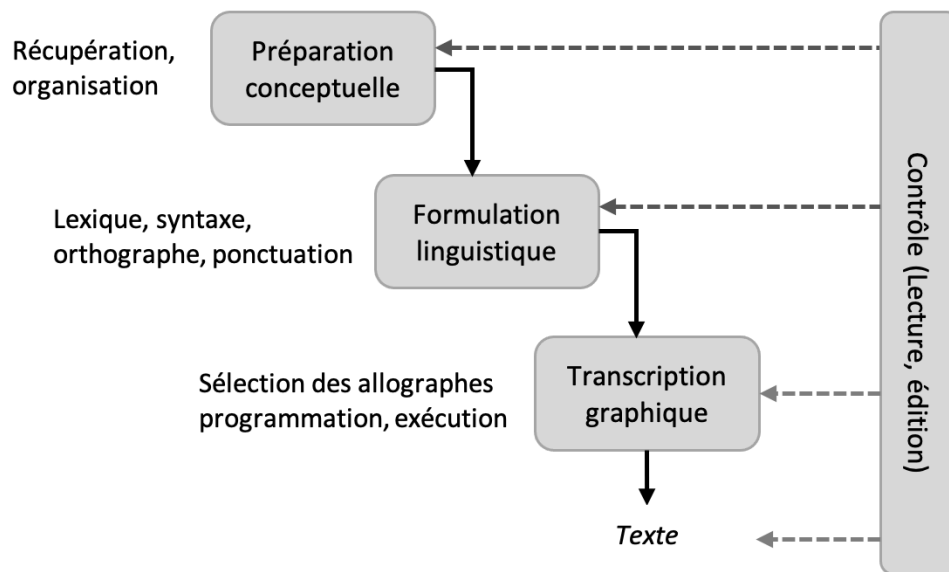 Récupération,
organisation
Préparation
conceptuelle
Lexique, syntaxe,
orthographe, ponctuation
Formulation
linguistique
Sélection des allographes
programmation, exécution
Transcription
graphique
Texte
Contrôle (Lecture, édition)